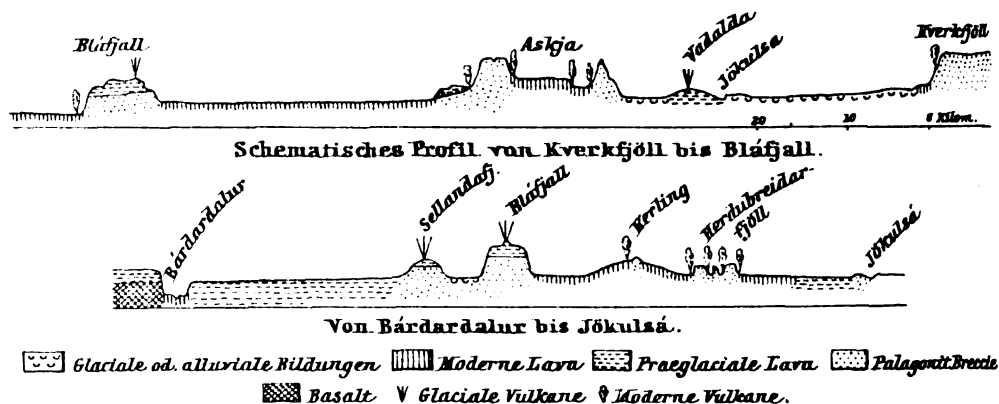 Bláfjall
Askja
Vadalda
Jökulsá
Kverkfjöll
20 10 0 Kilom.
Schematisches Profil von Kverkfjöll bis Bláfjall.
Bárdardalur
Sellandafj.
Bláfjall
Kerling
Herdubreidar-
fjöll
Jökulsá
Von Bárdardalur bis Jökulsá.
Glaciale od. alluviale Bildungen Moderne Lava Praeglaciale Lava Palagonit Breccie
Basalt Glaciale Vulkane Moderne Vulkane.